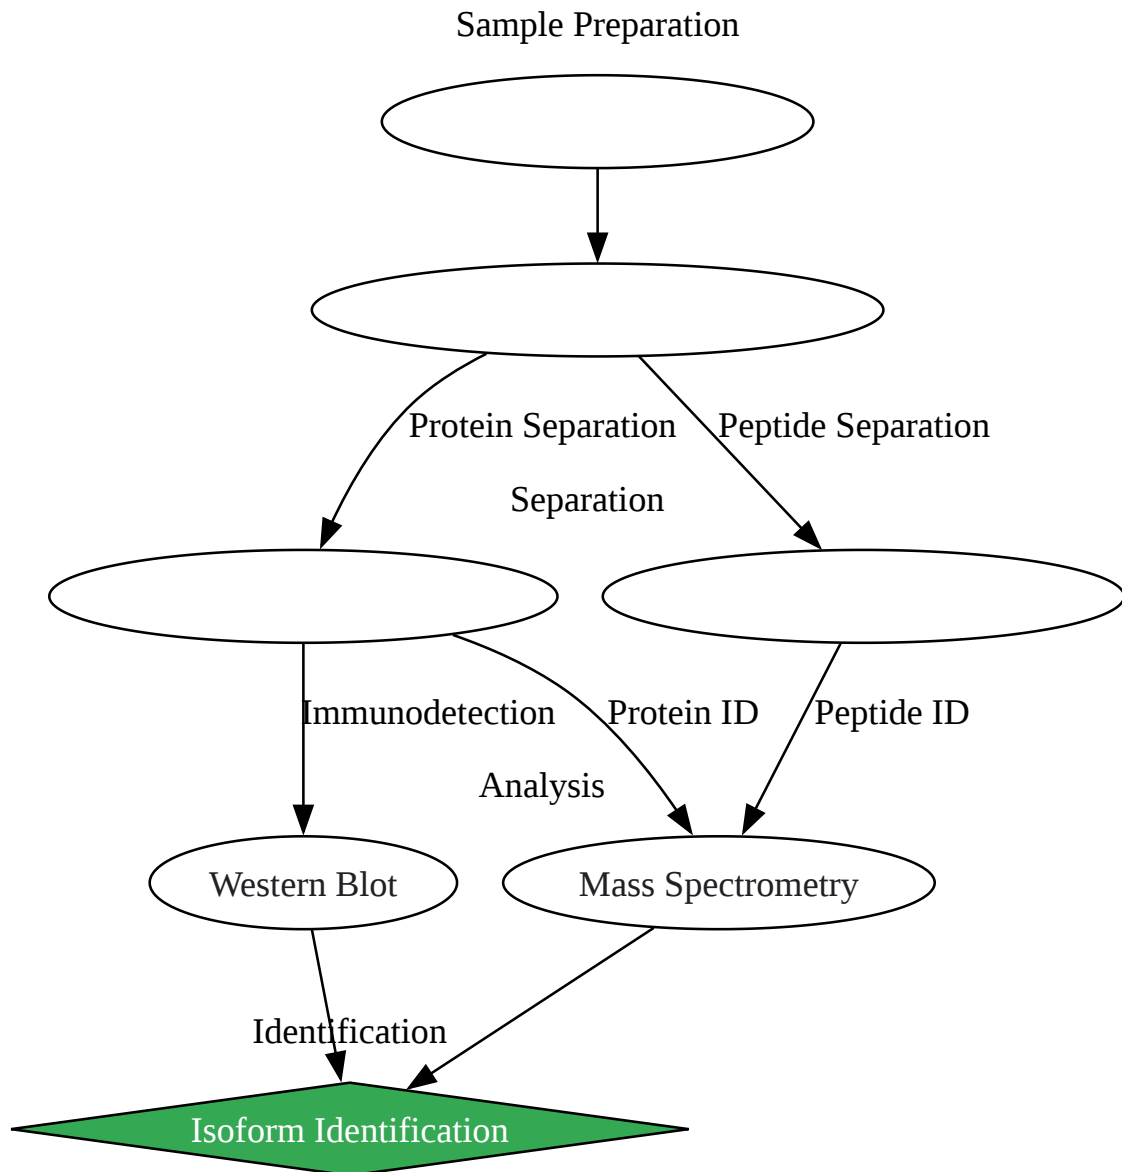 Sample Preparation
Protein Separation
Peptide Separation
Separation
Immunodetection
Protein ID
Peptide ID
Analysis
Western Blot
Mass Spectrometry
Identification
Isoform Identification